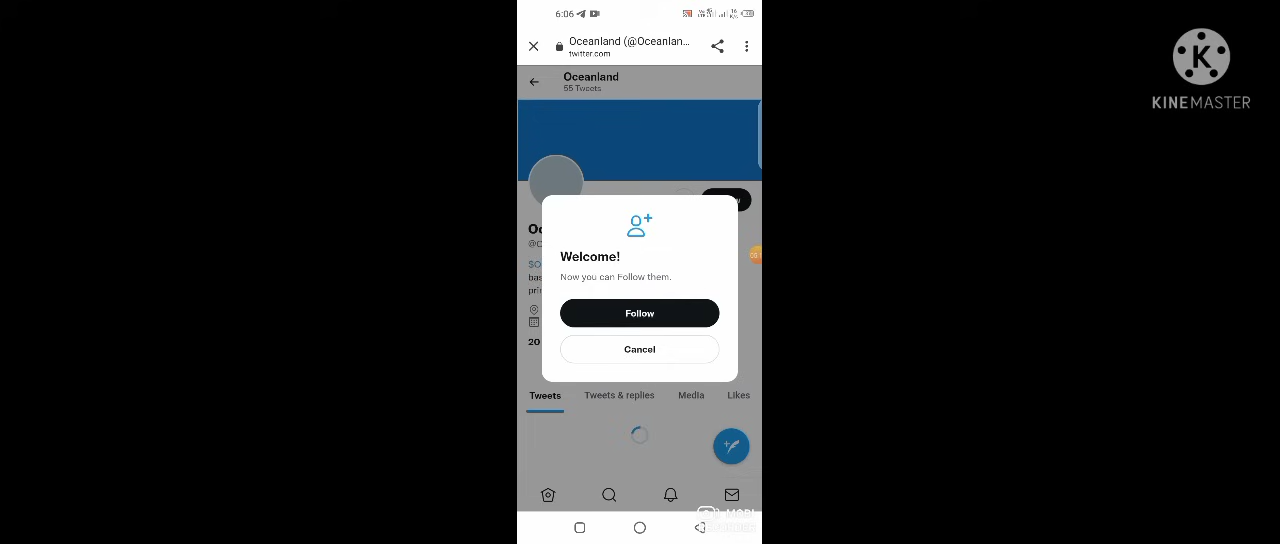 6:06
Oceanland (@Oceanlan...
twitter.com
KINEMASTER
Oceanland
55 Tweets
Welcome!
Now you can Follow them.
Follow
Cancel
20
Tweets Tweets & replies Media Likes